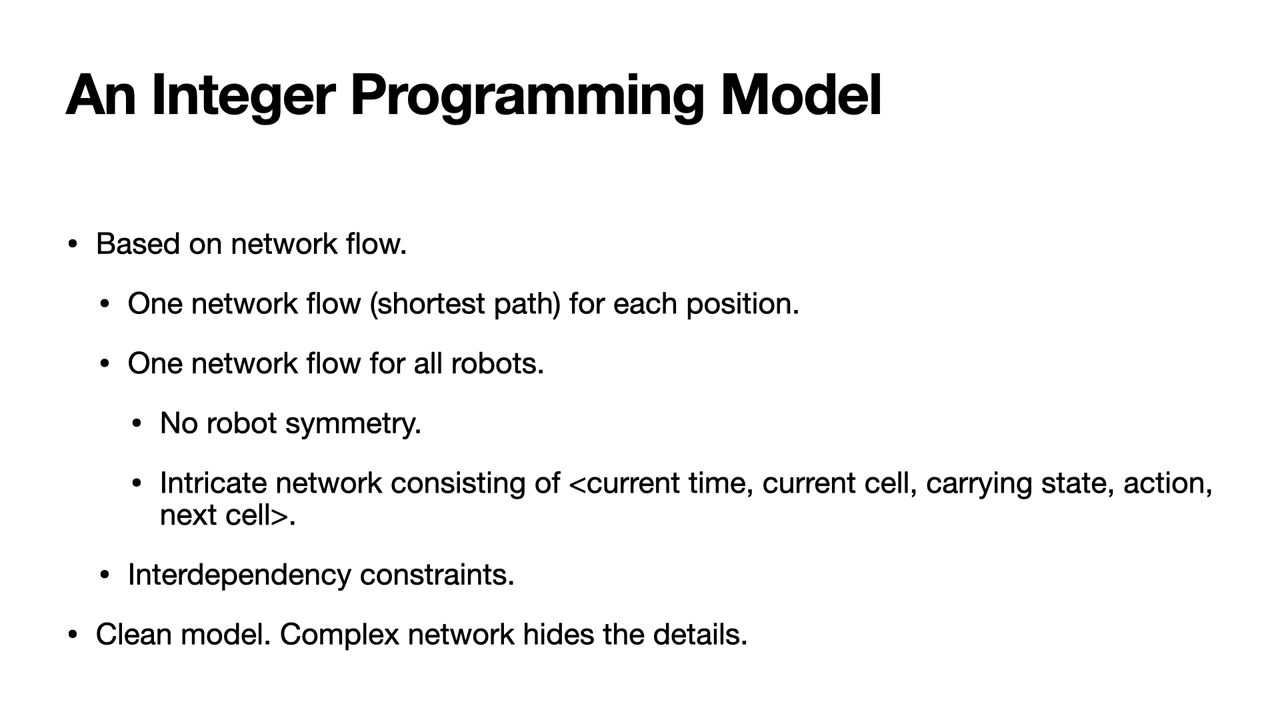 An Integer Programming Model
• Based on network flow.
• One network flow (shortest path) for each position.
• One network flow for all robots.
• No robot symmetry.
• Intricate network consisting of <current time, current cell, carrying state, action,
next cell>.
• Interdependency constraints.
• Clean model. Complex network hides the details.